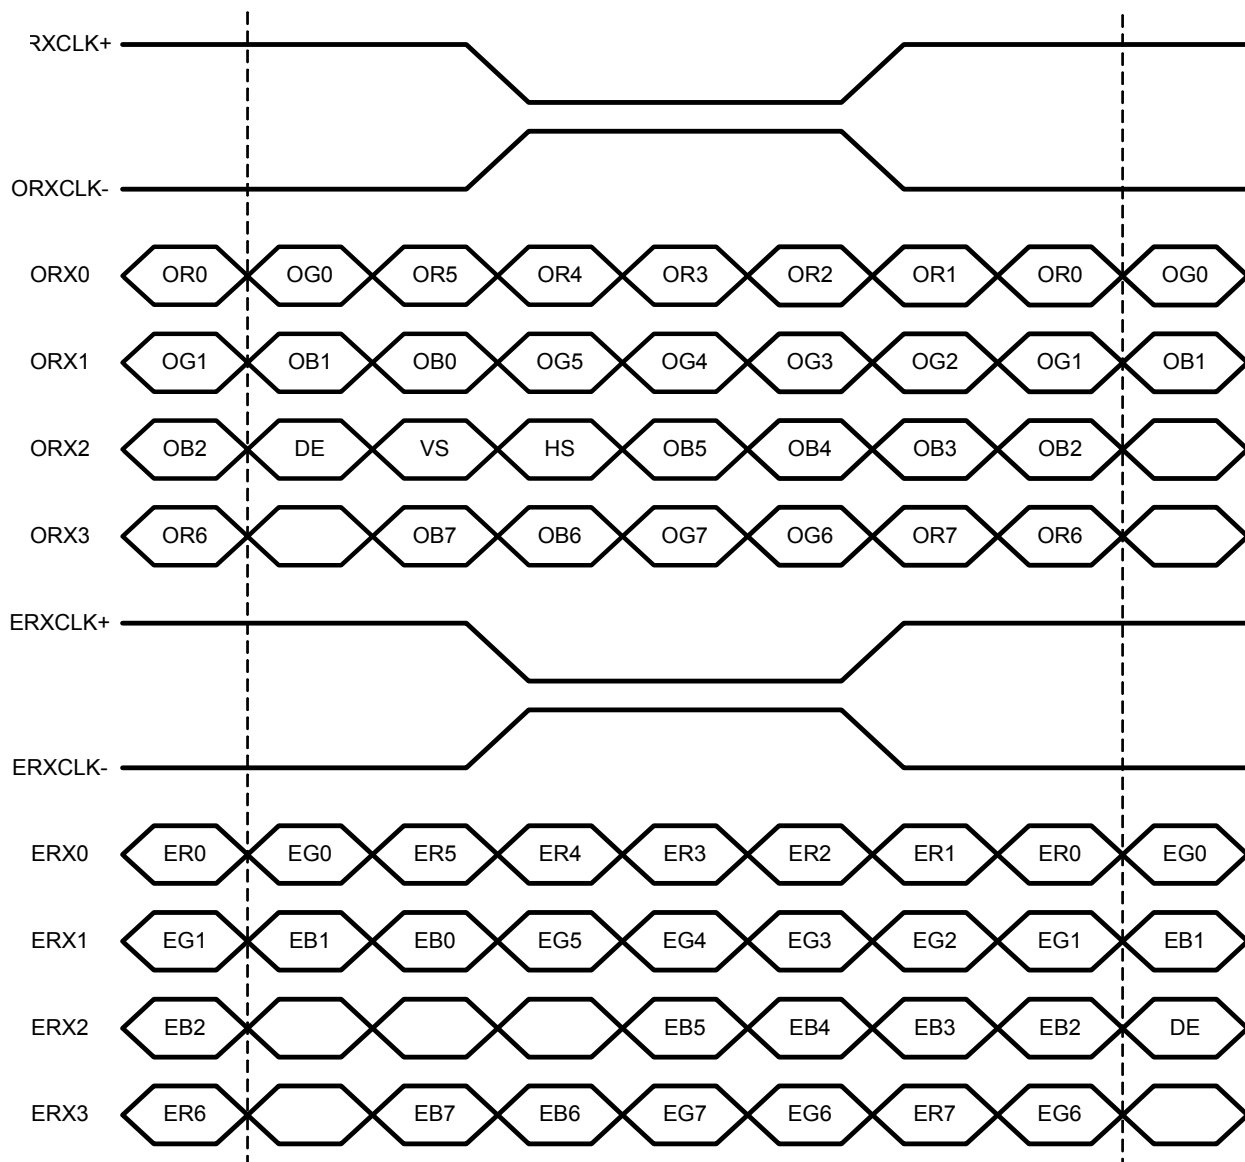 RXCLK+
ORXCLK-
ORX0 OR0 OG0 OR5 OR4 OR3 OR2 OR1 OR0 OG0
ORX1 OG1 OB1 OB0 OG5 OG4 OG3 OG2 OG1 OB1
ORX2 OB2 DE VS HS OB5 OB4 OB3 OB2
ORX3 OR6 OB7 OB6 OG7 OG6 OR7 OR6
ERXCLK+
ERXCLK-
ERX0 ER0 EG0 ER5 ER4 ER3 ER2 ER1 ER0 EG0
ERX1 EG1 EB1 EB0 EG5 EG4 EG3 EG2 EG1 EB1
ERX2 EB2 EB5 EB4 EB3 EB2 DE
ERX3 ER6 EB7 EB6 EG7 EG6 ER7 EG6